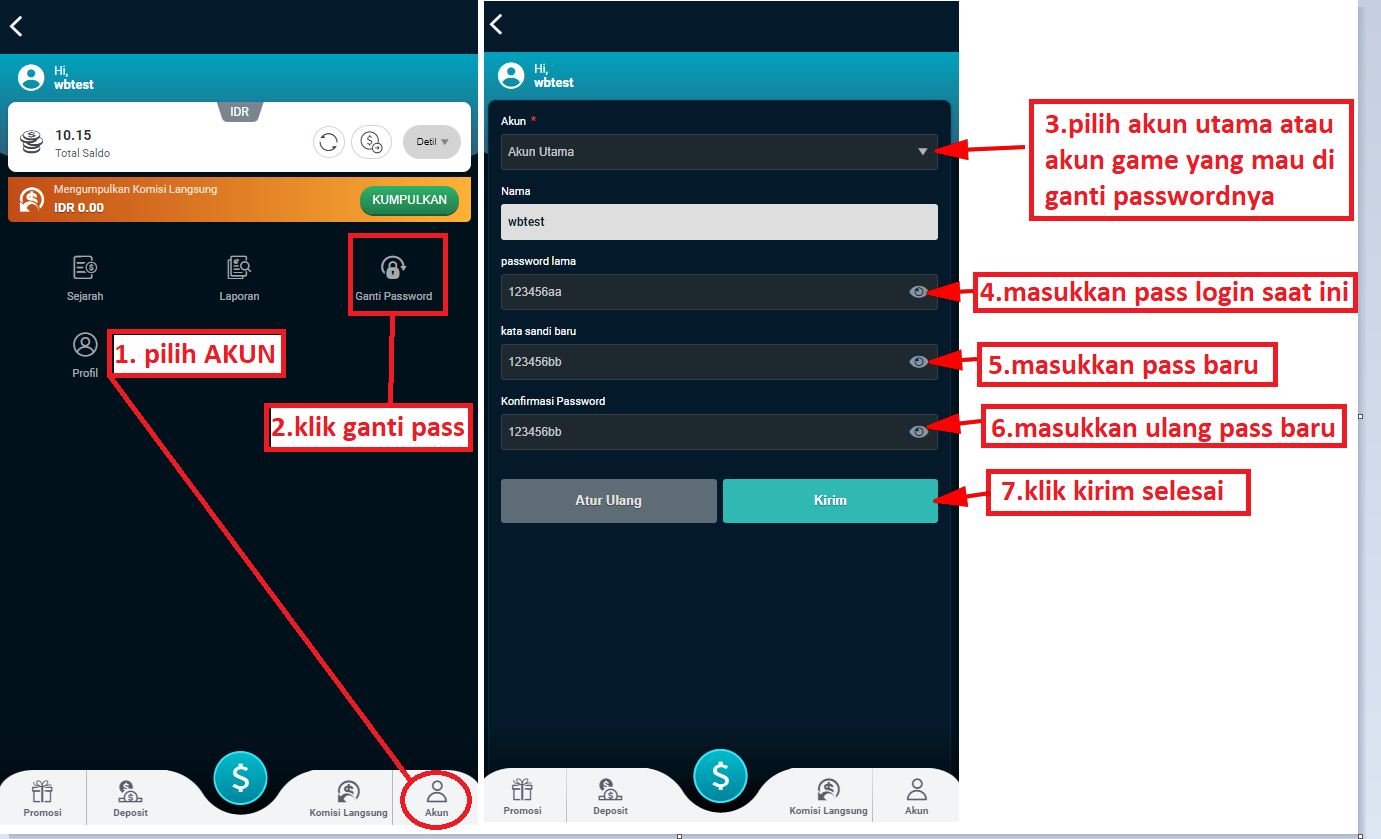 Hi,
wbtest
IDR
10.15
Total Saldo
Detil
Mengumpulkan Komisi Langsung
IDR 0.00
KUMPULKAN
Sejarah
Laporan
Ganti Password
Profil
1. pilih AKUN
2.klik ganti pass
Promosi
Deposit
$
Komisi Langsung
Akun
Hi,
wbtest
Akun *
Akun Utama
Nama
wbtest
password lama
123456aa
kata sandi baru
123456bb
Konfirmasi Password
123456bb
Atur Ulang
Kirim
Promosi
Deposit
$
Komisi Langsung
Akun
3.pilih akun utama atau
akun game yang mau di
ganti passwordnya
4.masukkan pass login saat ini
5.masukkan pass baru
6.masukkan ulang pass baru
7.klik kirim selesai